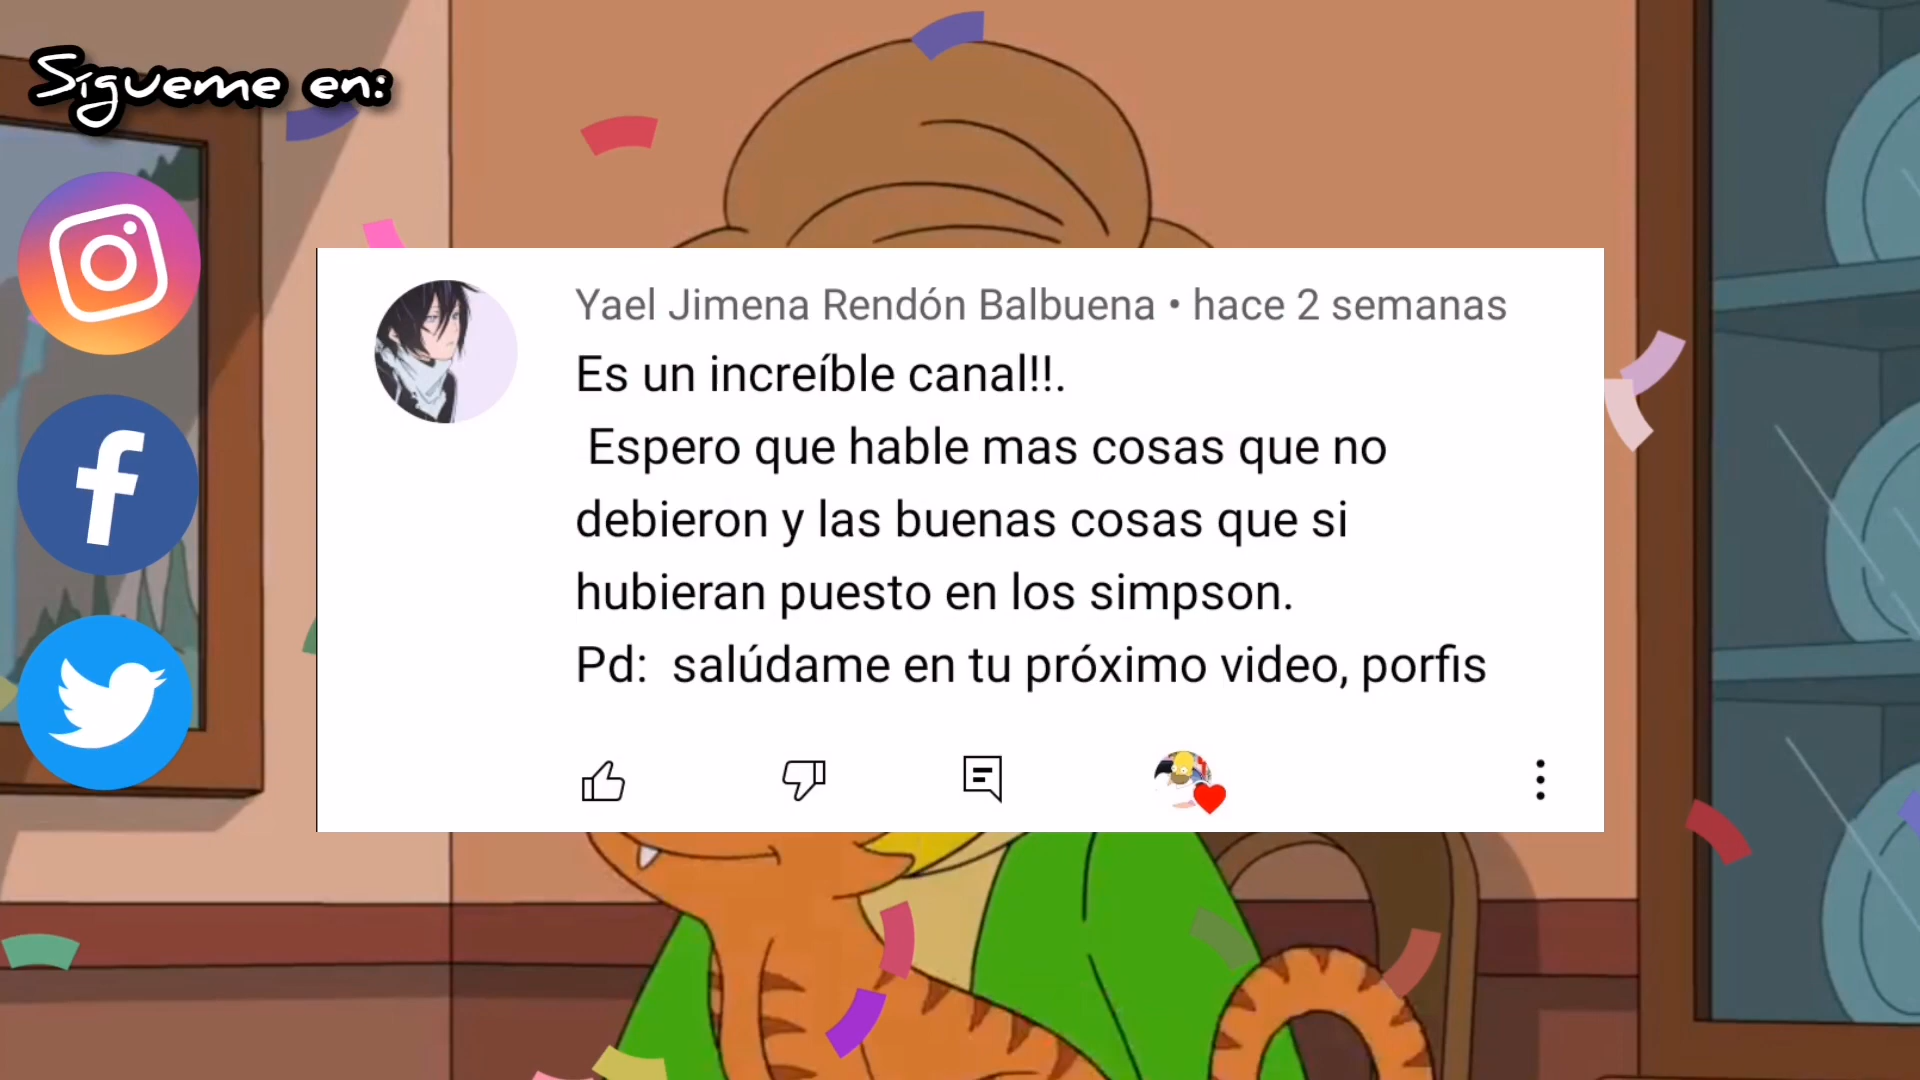 Sígueme en:
Yael Jimena Rendón Balbuena • hace 2 semanas
Es un increíble canal!!.
Espero que hable mas cosas que no
debieron y las buenas cosas que si
hubieran puesto en los simpson.
Pd:  salúdame en tu próximo video, porfis